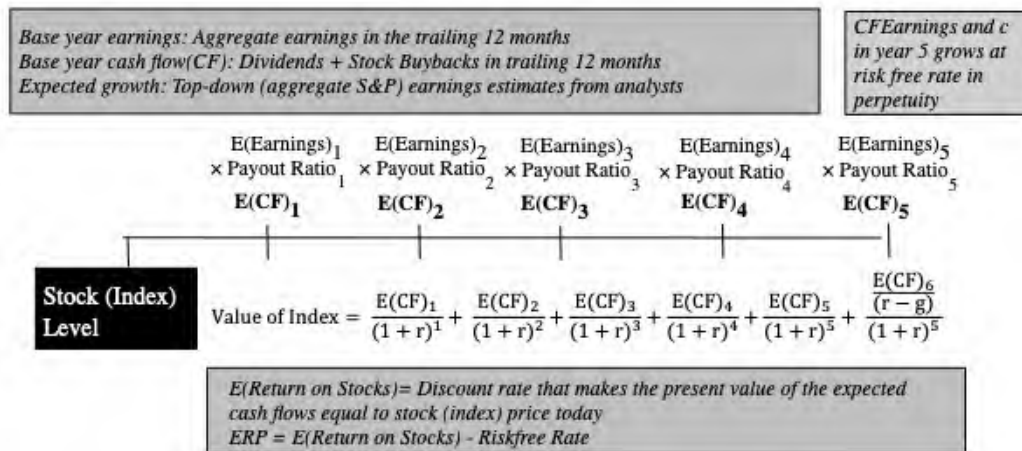 Base year earnings: Aggregate earnings in the trailing 12 months
Base year cash flow(CF): Dividends + Stock Buybacks in trailing 12 months
Expected growth: Top-down (aggregate S&P) earnings estimates from analysts
CFEarnings and c
in year 5 grows at
risk free rate in
perpetuity
E(Earnings)1 E(Earnings)2 E(Earnings)3 E(Earnings)4 E(Earnings)5
× Payout Ratio1 × Payout Ratio2 × Payout Ratio3 × Payout Ratio4 × Payout Ratio5
E(CF)1 E(CF)2 E(CF)3 E(CF)4 E(CF)5
Stock (Index)
Level
Value of Index = E(CF)1/(1 + r)^1 + E(CF)2/(1 + r)^2 + E(CF)3/(1 + r)^3 + E(CF)4/(1 + r)^4 + E(CF)5/(1 + r)^5 + (E(CF)6/(r − g))/(1 + r)^5
E(Return on Stocks)= Discount rate that makes the present value of the expected
cash flows equal to stock (index) price today
ERP = E(Return on Stocks) - Riskfree Rate